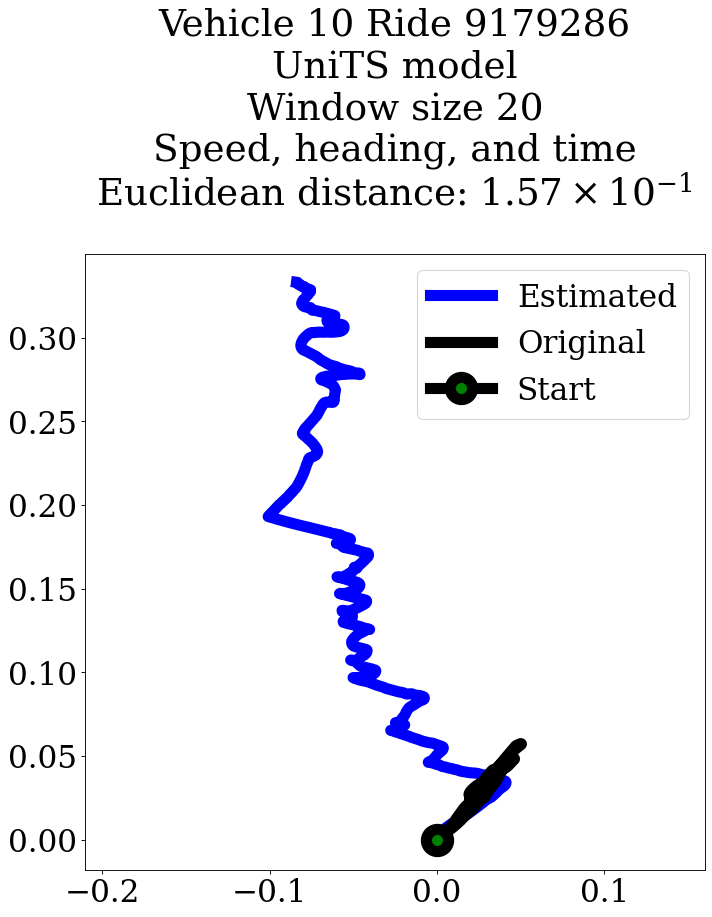 Vehicle 10 Ride 9179286
UniTS model
Window size 20
Speed, heading, and time
Euclidean distance: 1.57 × 10⁻¹
Estimated
Original
Start
0.30
0.25
0.20
0.15
0.10
0.05
0.00
−0.2 −0.1 0.0 0.1